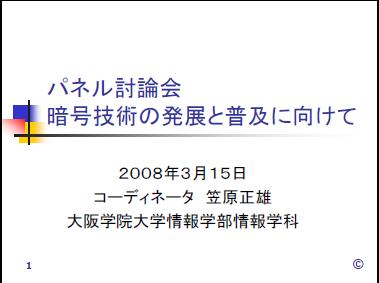 パネル討論会
暗号技術の発展と普及に向けて
２００８年３月１５日
コーディネータ　笠原正雄
大阪学院大学情報学部情報学科
1
©